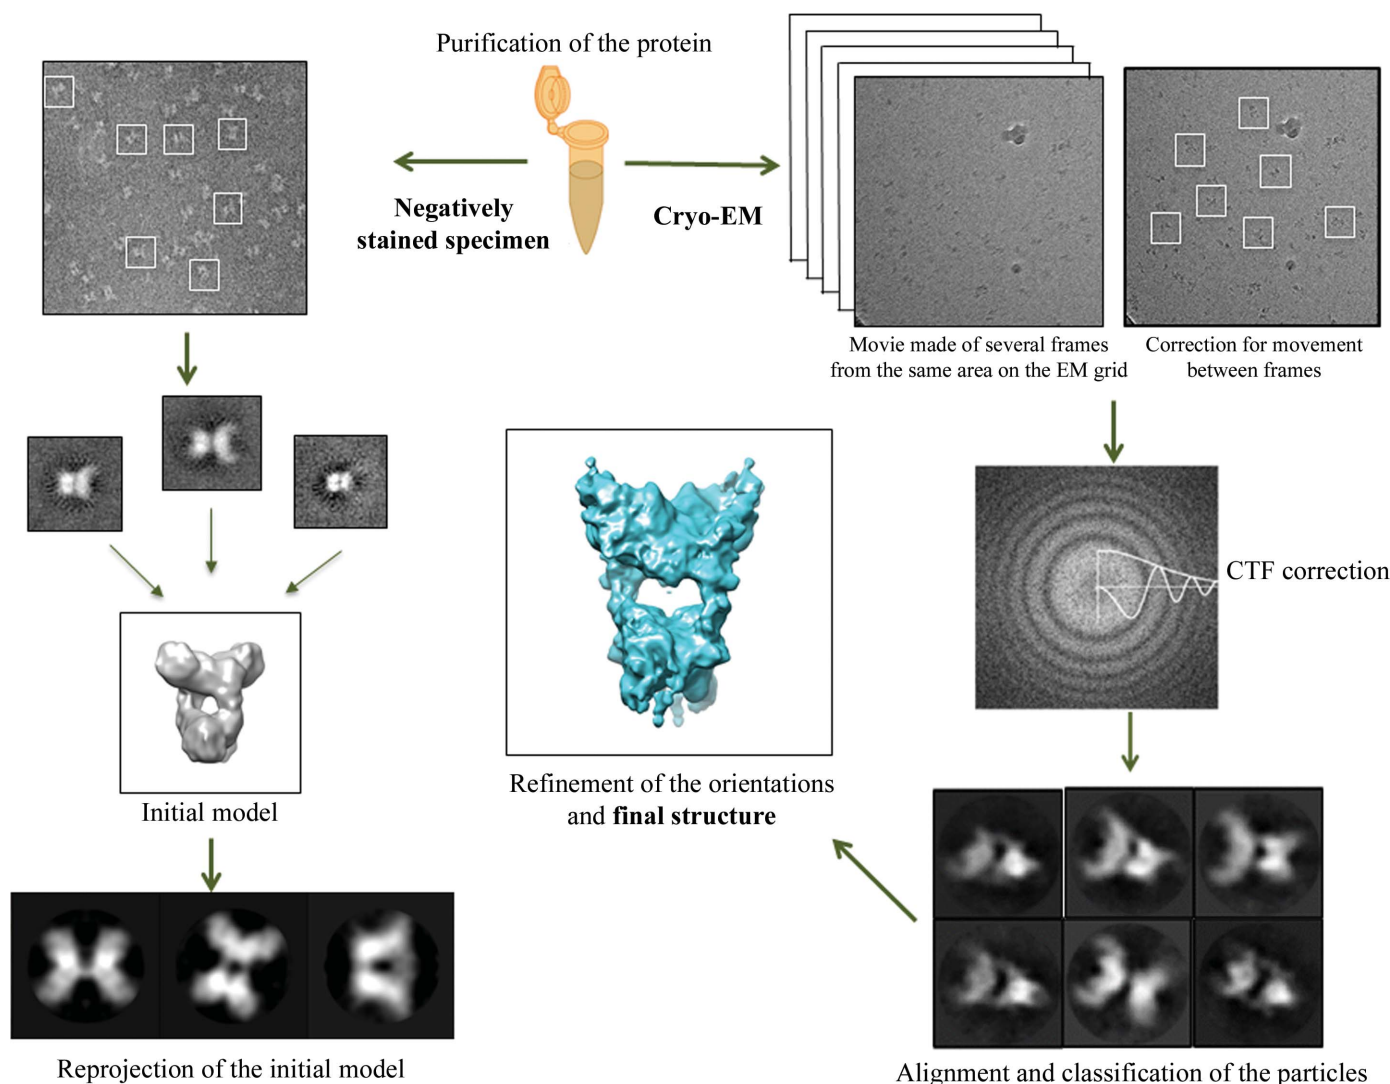 Purification of the protein
Negatively
stained specimen
Cryo-EM
Movie made of several frames
from the same area on the EM grid
Correction for movement
between frames
CTF correction
Initial model
Refinement of the orientations
and final structure
Reprojection of the initial model
Alignment and classification of the particles